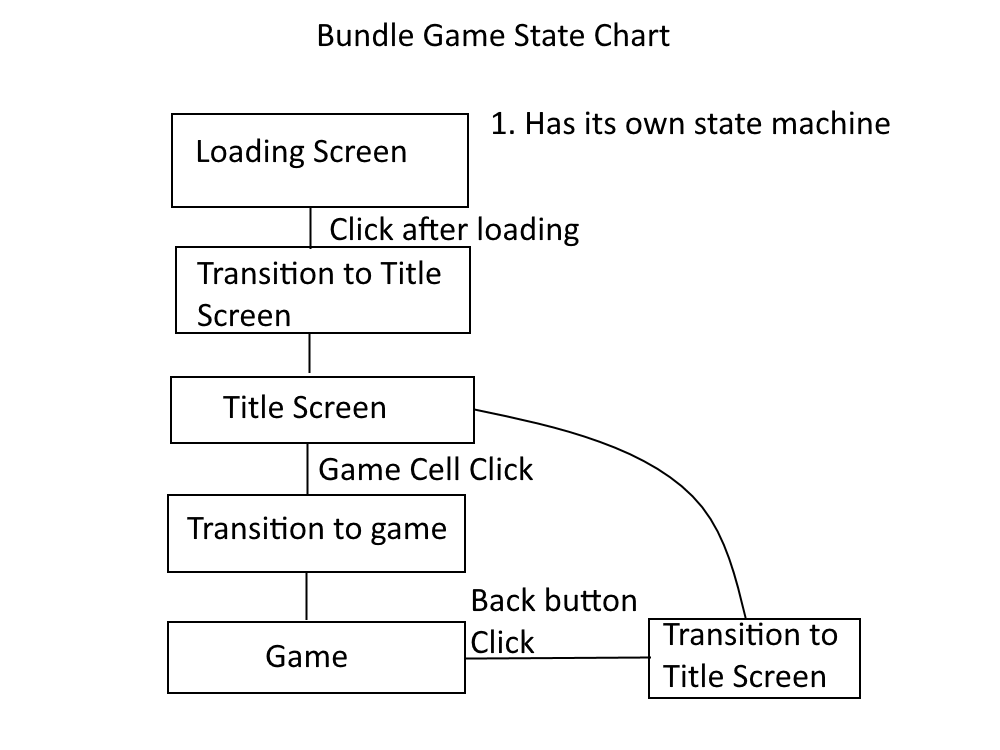 Bundle Game State Chart
1. Has its own state machine
Loading Screen
Click after loading
Transition to Title
Screen
Title Screen
Game Cell Click
Transition to game
Back button
Click
Game
Transition to
Title Screen